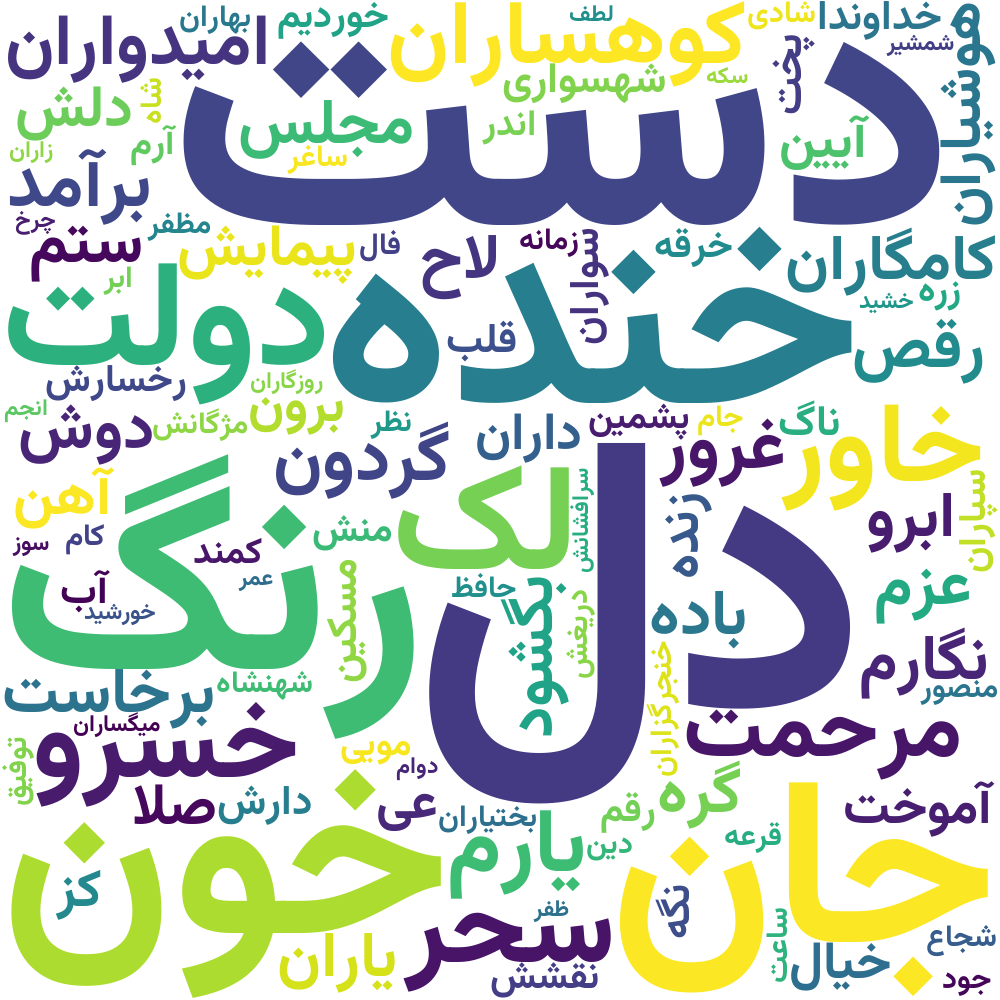 امیدواران
بهاران
خوردیم
کوهساران
لطف
شادی
خداوندا
شمشیر
هوشیاران
دلش
شاه
زاران
آرم
مجلس
ساغر
شهسواری
اندر
سکه
پخت
آیین
دست
برآمد
چرخ
ستم
مظفر
پیمایش
فال
ابر
لاح
زمانه
سواران
خرقه
کامگاران
زره
خشید
خنده
دولت
قلب
رقص
رخسارش
روزگاران
انجم
دوش
مژگانش
برون
نظر
گردون
داران
پشمین
جام
غرور
ناگ
خاور
آهن
سوز
کام
کمند
عمر
آب
خورشید
رنگ
منش
لک
سرافشانش
دل
زنده
ابرو
سپاران
عزم
حافظ
بگشود
دریغش
مسکین
باده
نگارم
منصور
خنجرگزاران
برخاست
شهنشاه
میگساران
خسرو
توفیق
مویی
دوام
مرحمت
صلا
دارش
عی
بختیاران
یارم
رقم
گره
دین
قرعه
آموخت
جان
خون
کز
سحر
ظفر
نگه
یاران
نقشش
ساعت
خیال
شجاع
جود